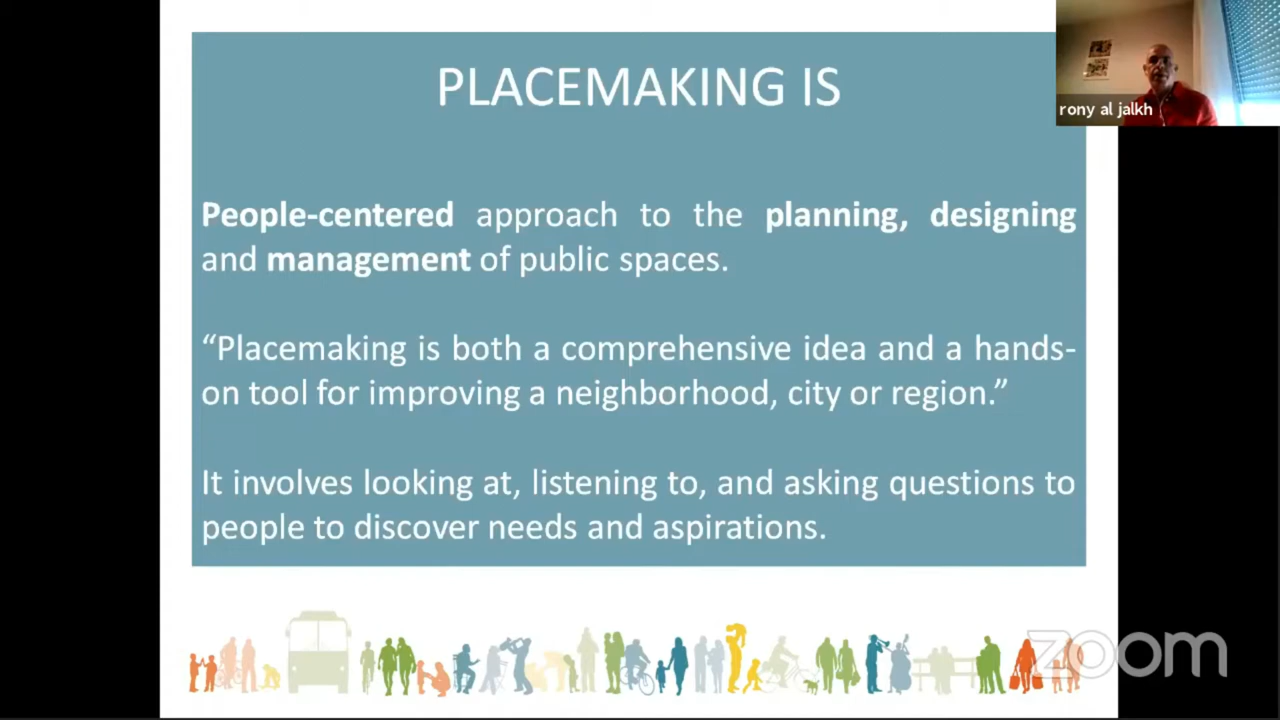 PLACEMAKING IS
rony al jalkh
People-centered approach to the planning, designing
and management of public spaces.
“Placemaking is both a comprehensive idea and a hands-
on tool for improving a neighborhood, city or region.”
It involves looking at, listening to, and asking questions to
people to discover needs and aspirations.
zoom